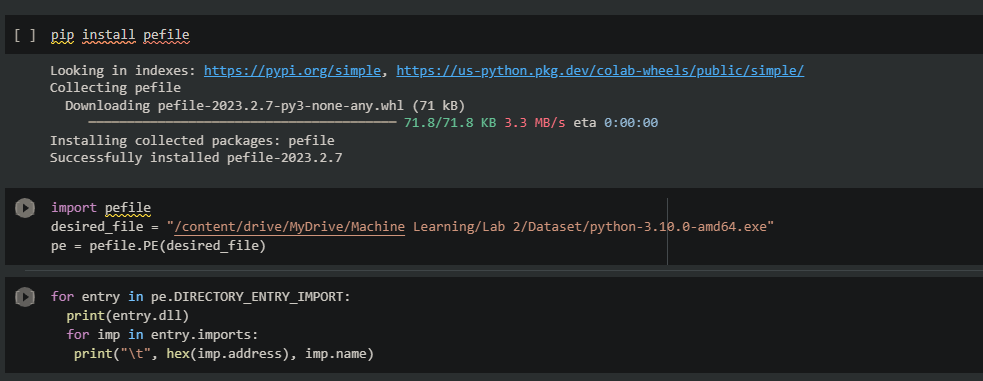 [ ] pip install pefile
Looking in indexes: https://pypi.org/simple, https://us-python.pkg.dev/colab-wheels/public/simple/
Collecting pefile
  Downloading pefile-2023.2.7-py3-none-any.whl (71 kB)
     ━━━━━━━━━━━━━━━━━━━━━━━━━━━━━━━━━━━━━━━━ 71.8/71.8 KB 3.3 MB/s eta 0:00:00
Installing collected packages: pefile
Successfully installed pefile-2023.2.7
import pefile
desired_file = "/content/drive/MyDrive/Machine Learning/Lab 2/Dataset/python-3.10.0-amd64.exe"
pe = pefile.PE(desired_file)
for entry in pe.DIRECTORY_ENTRY_IMPORT:
  print(entry.dll)
  for imp in entry.imports:
   print("\t", hex(imp.address), imp.name)